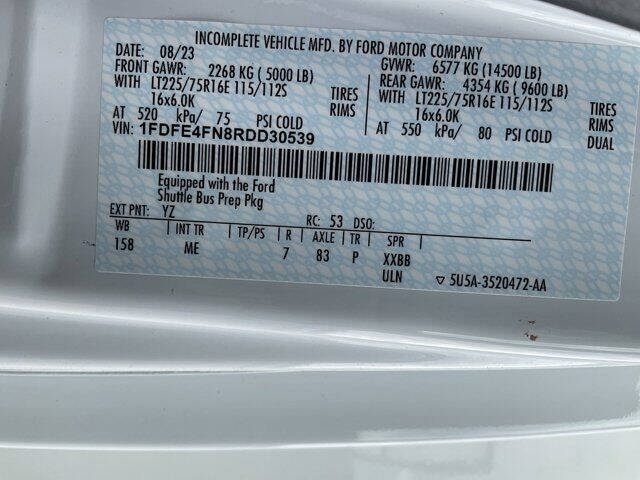 INCOMPLETE VEHICLE MFD. BY FORD MOTOR COMPANY
DATE: 08/23 GVWR: 6577 KG (14500 LB)
FRONT GAWR: 2268 KG ( 5000 LB) REAR GAWR: 4354 KG ( 9600 LB)
WITH LT225/75R16E 115/112S TIRES WITH LT225/75R16E 115/112S TIRES
16x6.0K RIMS 16x6.0K RIMS
AT 520 kPa/ 75 PSI COLD AT 550 kPa/ 80 PSI COLD DUAL
VIN: 1FDFE4FN8RDD30539
Equipped with the Ford
Shuttle Bus Prep Pkg
EXT PNT: YZ RC: 53 DSO:
WB INT TR TP/PS R AXLE TR SPR
158 ME 7 83 P XXBB
ULN ▽ 5U5A-3520472-AA